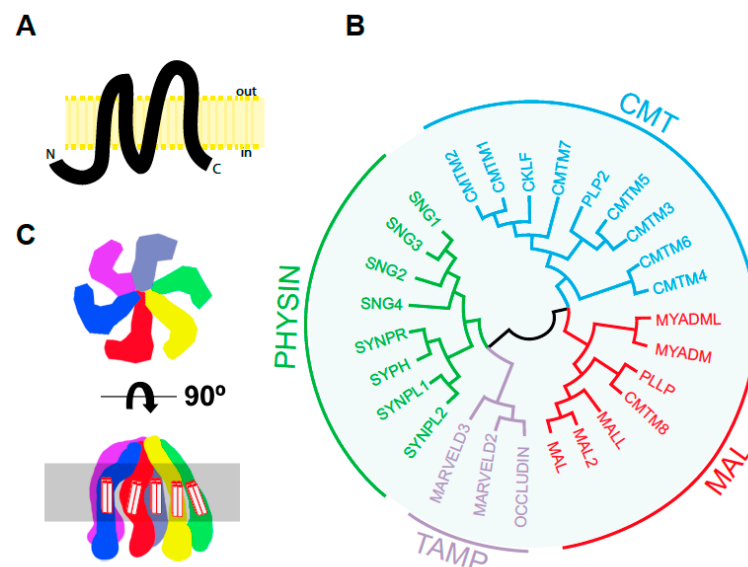 A
out
N
in
C
B
CMT
CMTM2
CMTM1
CKLF
CMTM7
PLP2
CMTM5
CMTM3
CMTM6
CMTM4
MAL
MYADML
MYADM
PLLP
CMTM8
MALL
MAL2
MAL
TAMP
OCCLUDIN
MARVELD2
MARVELD3
PHYSIN
SYNPL2
SYNPL1
SYPH
SYNPR
SNG4
SNG2
SNG3
SNG1
C
90º